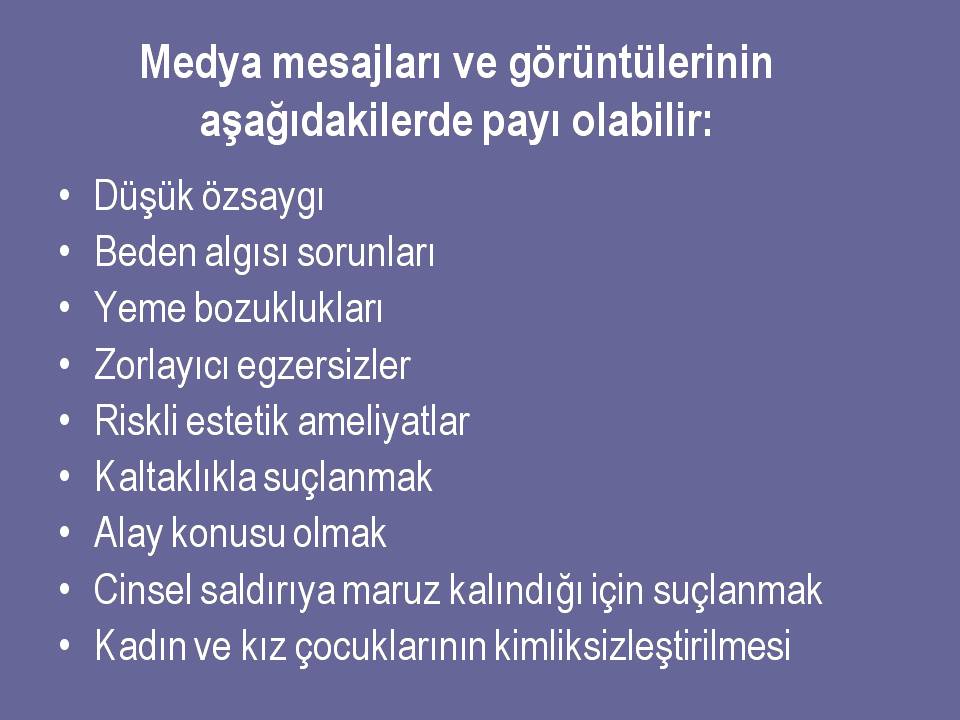 Medya mesajları ve görüntülerinin
aşağıdakilerde payı olabilir:
• Düşük özsaygı
• Beden algısı sorunları
• Yeme bozuklukları
• Zorlayıcı egzersizler
• Riskli estetik ameliyatlar
• Kaltaklıkla suçlanmak
• Alay konusu olmak
• Cinsel saldırıya maruz kalındığı için suçlanmak
• Kadın ve kız çocuklarının kimliksizleştirilmesi